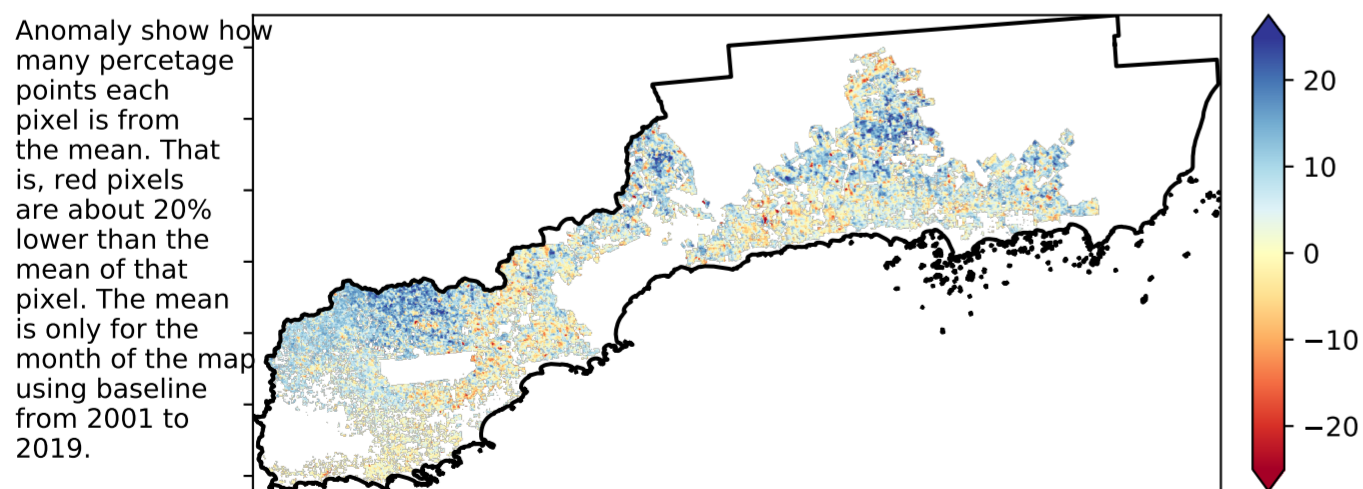 Anomaly show how
many percetage
points each
pixel is from
the mean. That
is, red pixels
are about 20%
lower than the
mean of that
pixel. The mean
is only for the
month of the map
using baseline
from 2001 to
2019.
20
10
0
−10
−20